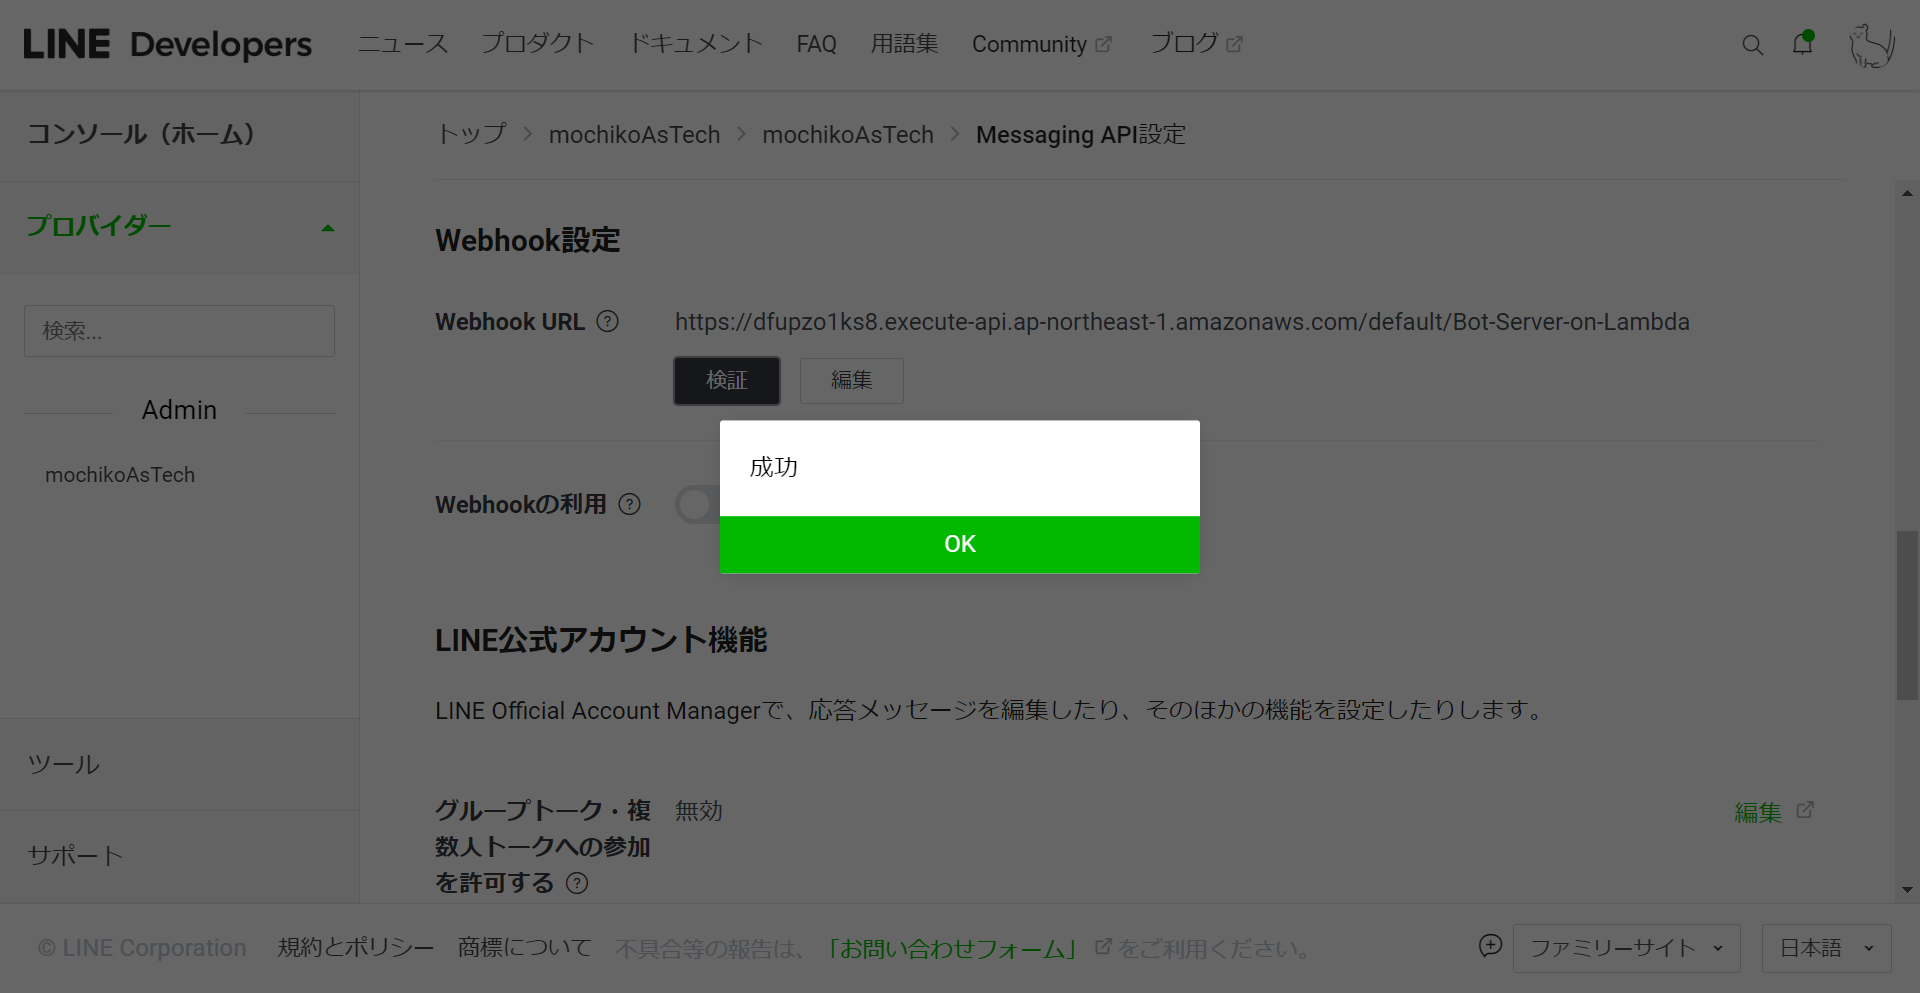 LINE Developers ニュース プロダクト ドキュメント FAQ 用語集 Community ブログ
コンソール（ホーム）
プロバイダー
検索...
Admin
mochikoAsTech
ツール
サポート
トップ > mochikoAsTech > mochikoAsTech > Messaging API設定
Webhook設定
Webhook URL ? https://dfupzo1ks8.execute-api.ap-northeast-1.amazonaws.com/default/Bot-Server-on-Lambda
検証 編集
成功
OK
Webhookの利用 ?
LINE公式アカウント機能
LINE Official Account Managerで、応答メッセージを編集したり、そのほかの機能を設定したりします。
グループトーク・複 無効 編集
数人トークへの参加
を許可する ?
© LINE Corporation 規約とポリシー 商標について 不具合等の報告は、「お問い合わせフォーム」をご利用ください。 ファミリーサイト 日本語